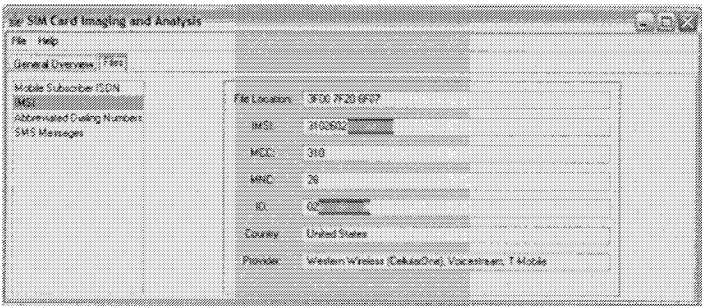 SIM Card Imaging and Analysis
File Help
General Overview Files
Mobile Subscriber ISDN
IMSI
Abbreviated Dialing Numbers
SMS Messages
File Location: 3F00 7F20 6F07
IMSI: 3102602
MCC: 310
MNC: 26
ID: 02
Country: United States
Provider: Western Wireless (CellularOne), Voicestream, T-Mobile